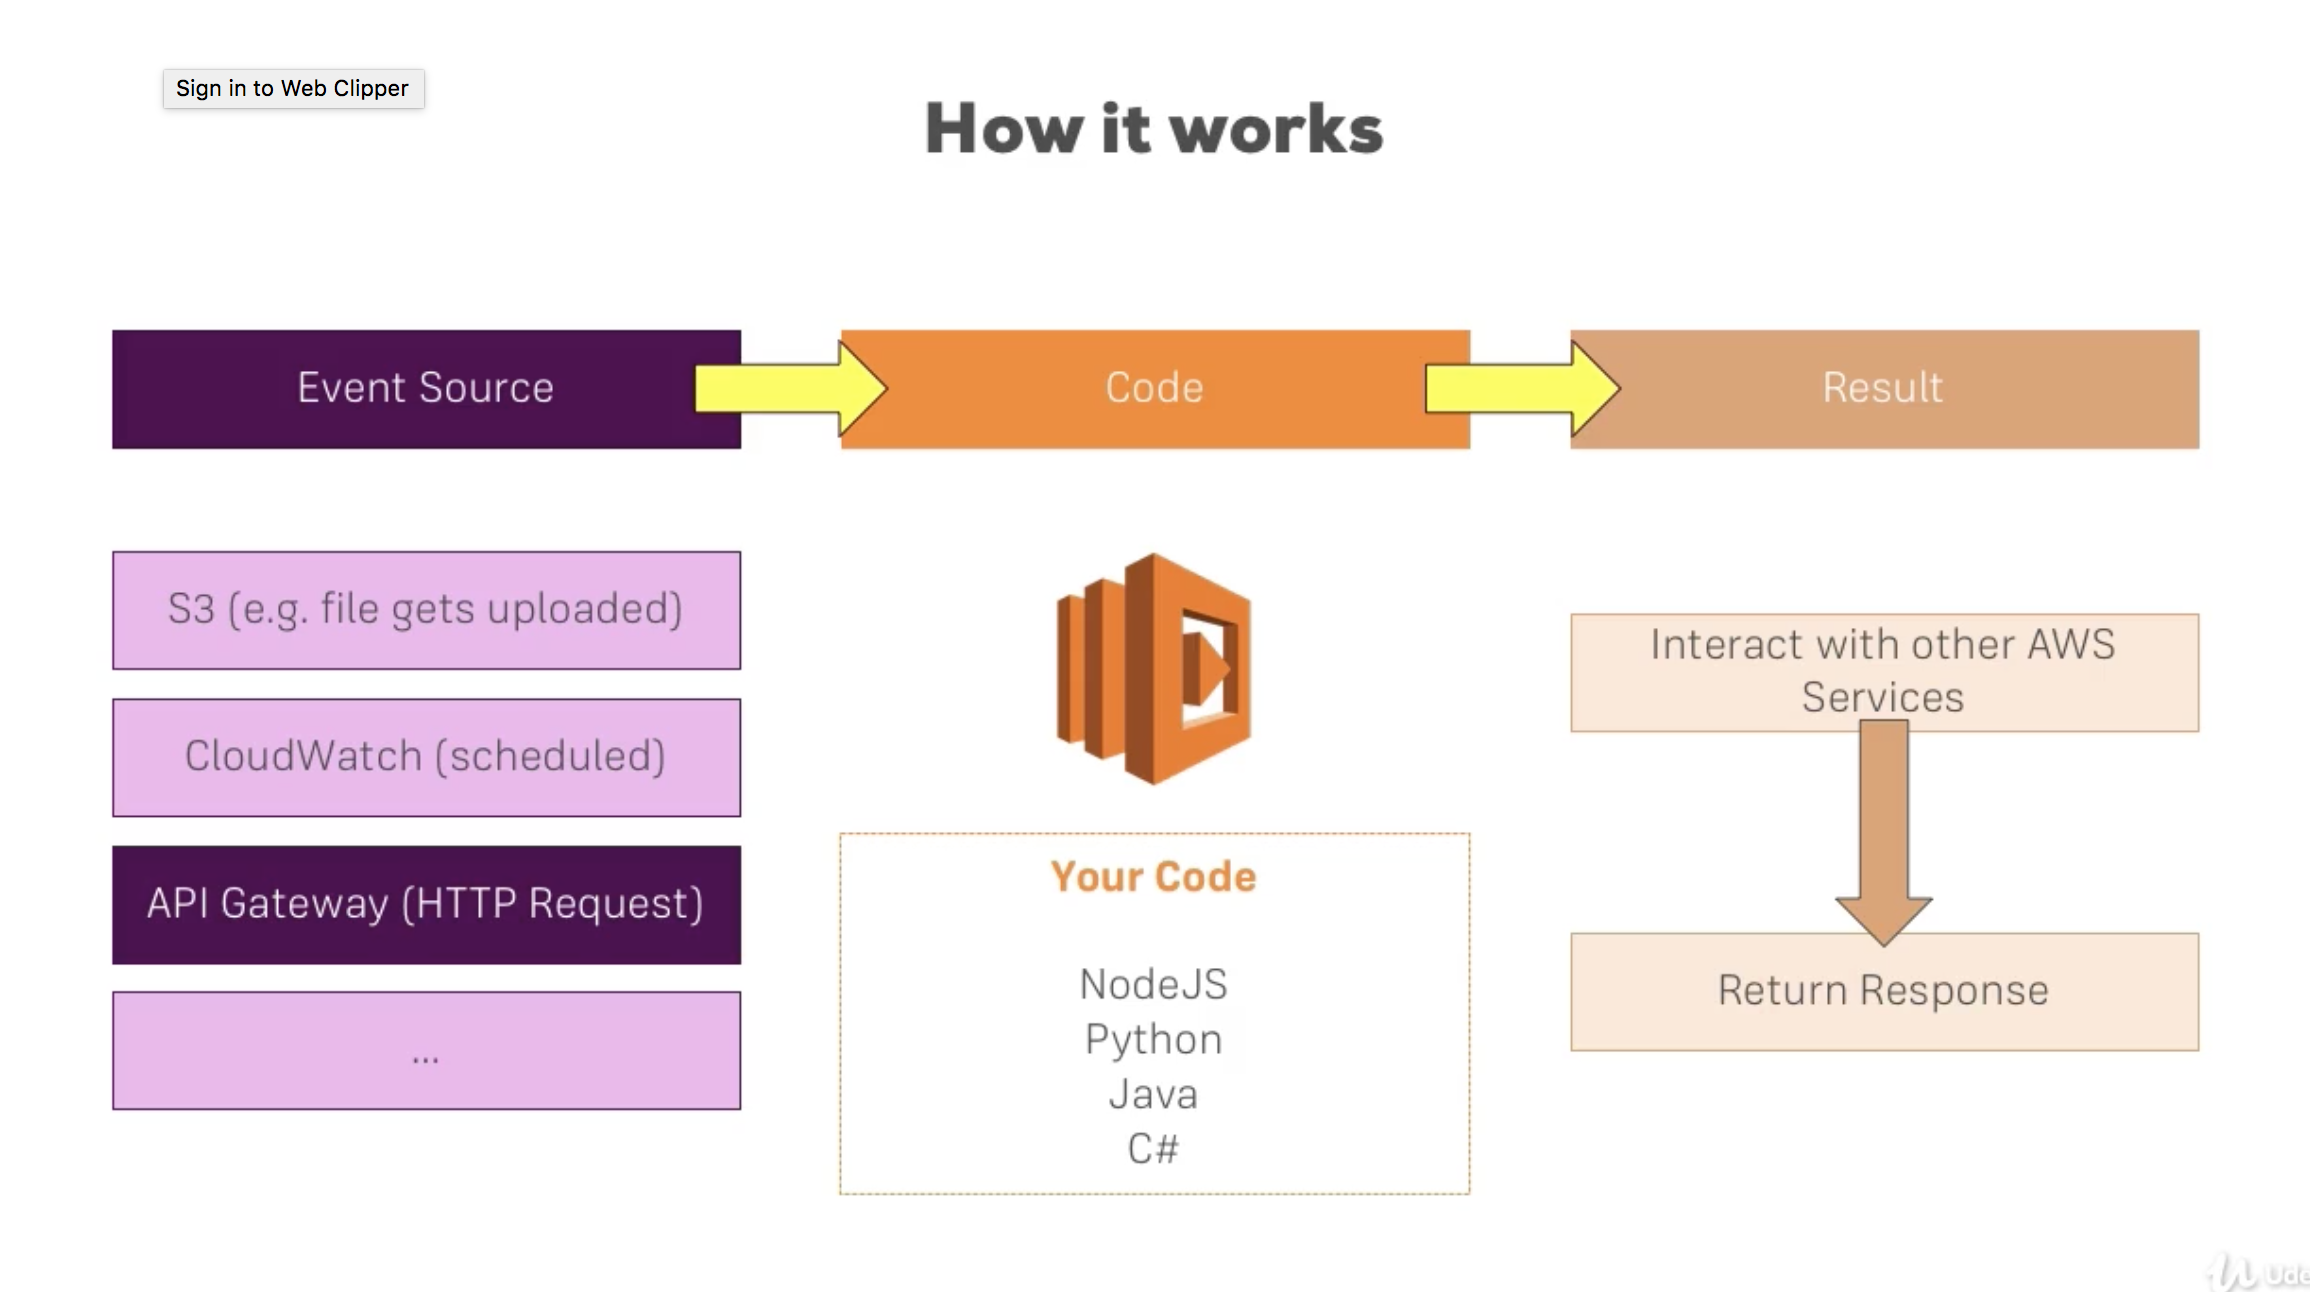 Sign in to Web Clipper
How it works
Event Source
Code
Result
S3 (e.g. file gets uploaded)
CloudWatch (scheduled)
API Gateway (HTTP Request)
...
Your Code
NodeJS
Python
Java
C#
Interact with other AWS
Services
Return Response